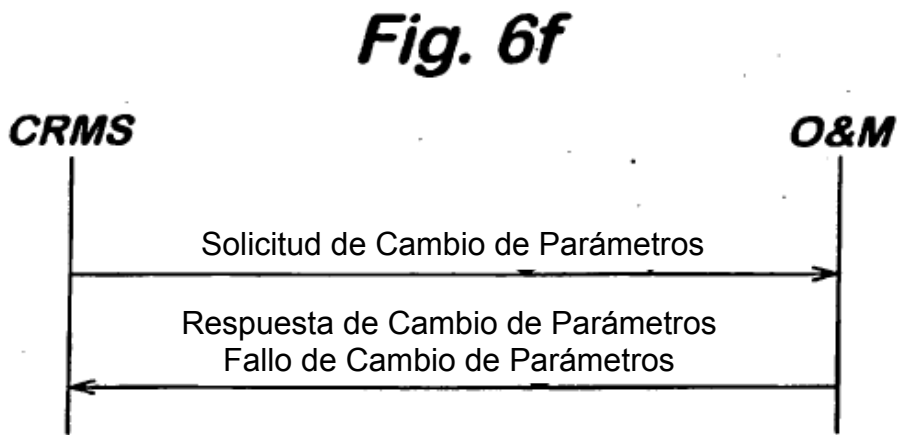 Fig. 6f
CRMS
O&M
Solicitud de Cambio de Parámetros
Respuesta de Cambio de Parámetros
Fallo de Cambio de Parámetros